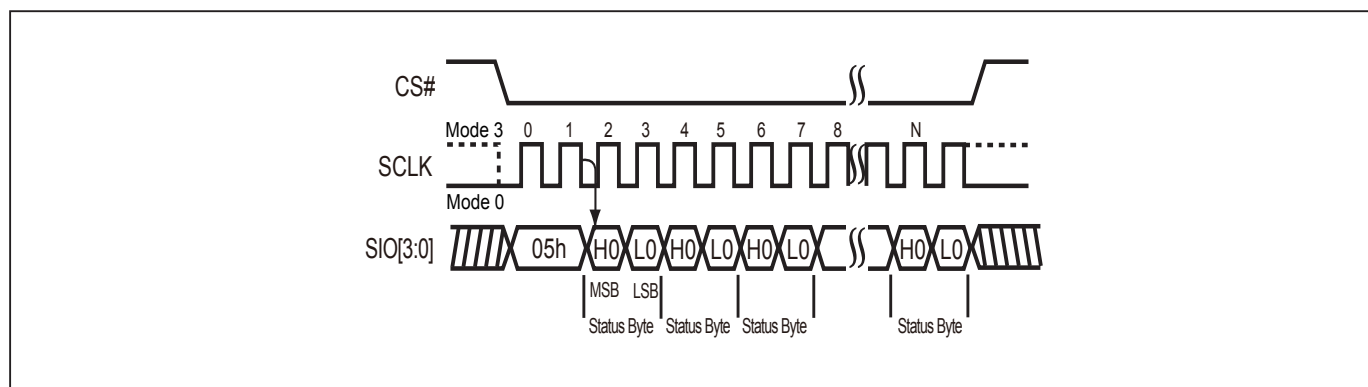 CS#
Mode 3 0 1 2 3 4 5 6 7 8 N
SCLK
Mode 0
SIO[3:0] 05h H0 L0 H0 L0 H0 L0 H0 L0
MSB LSB
Status Byte Status Byte Status Byte Status Byte